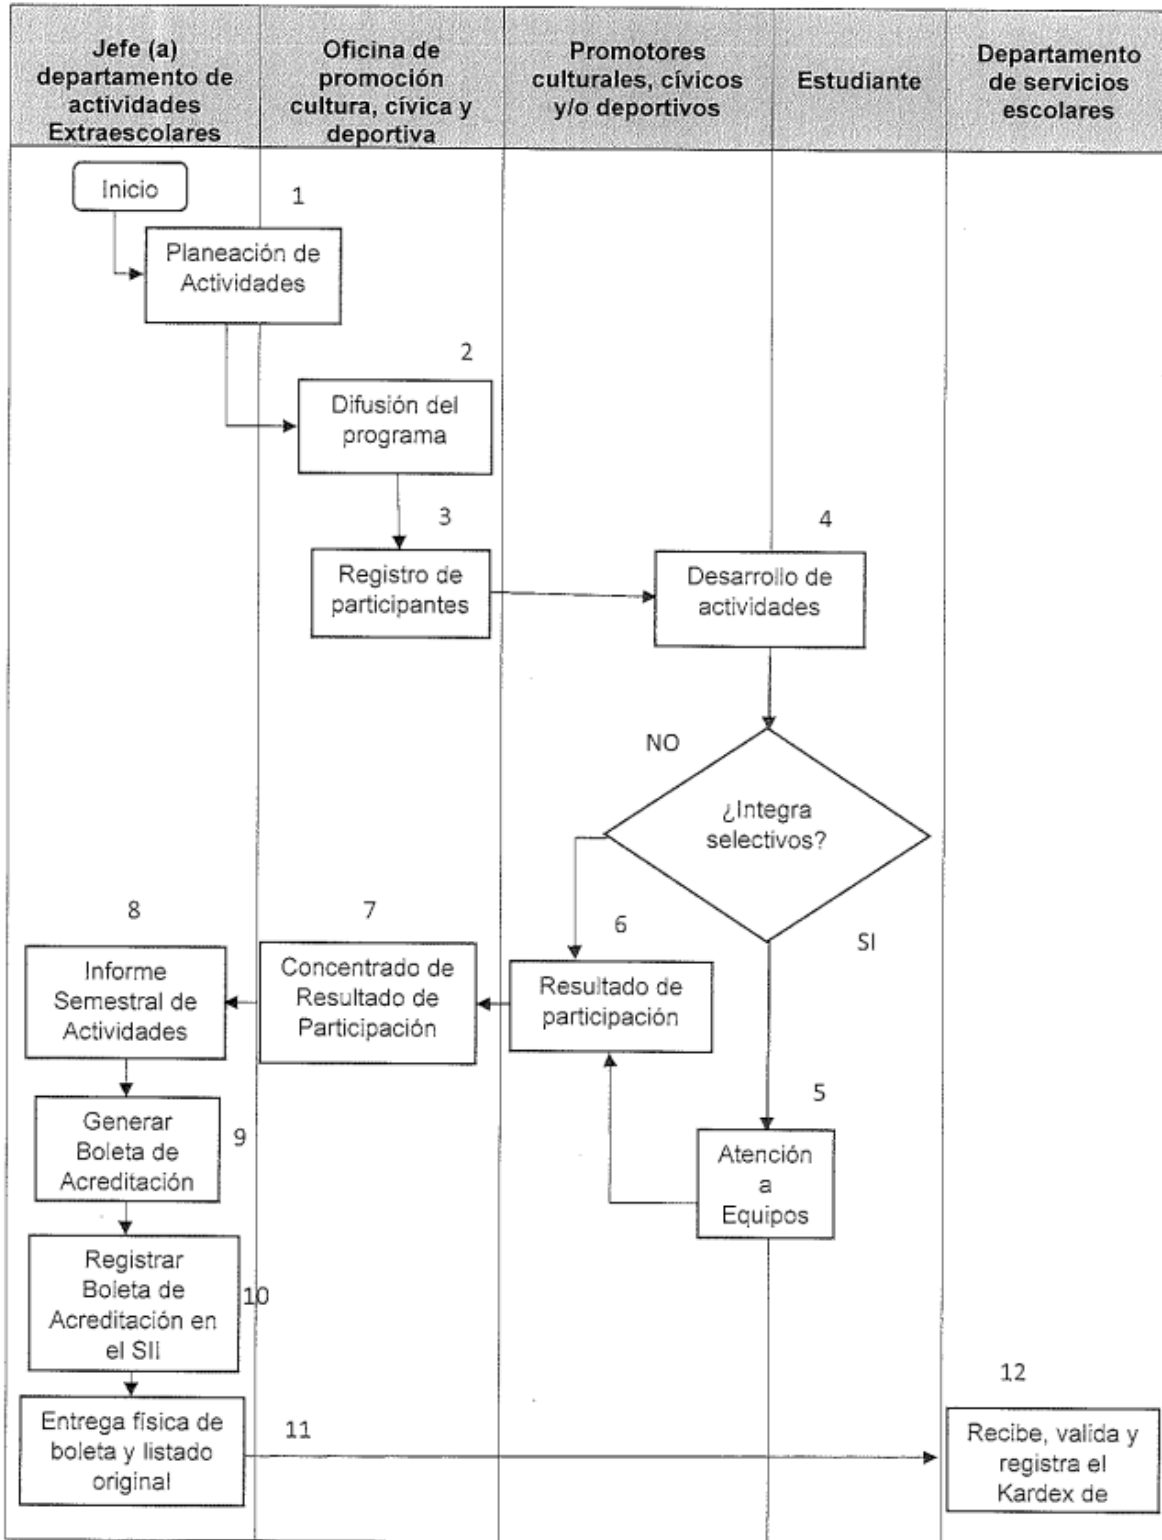 Jefe (a)
departamento de
actividades
Extraescolares
Oficina de
promoción
cultura, cívica y
deportiva
Promotores
culturales, cívicos
y/o deportivos
Estudiante
Departamento
de servicios
escolares
Inicio
1
Planeación de
Actividades
2
Difusión del
programa
3
Registro de
participantes
4
Desarrollo de
actividades
NO
¿Integra
selectivos?
SI
8
Informe
Semestral de
Actividades
7
Concentrado de
Resultado de
Participación
6
Resultado de
participación
5
Atención
a
Equipos
Generar
Boleta de
Acreditación
9
Registrar
Boleta de
Acreditación en
el SII
10
Entrega física de
boleta y listado
original
11
12
Recibe, valida y
registra el
Kardex de